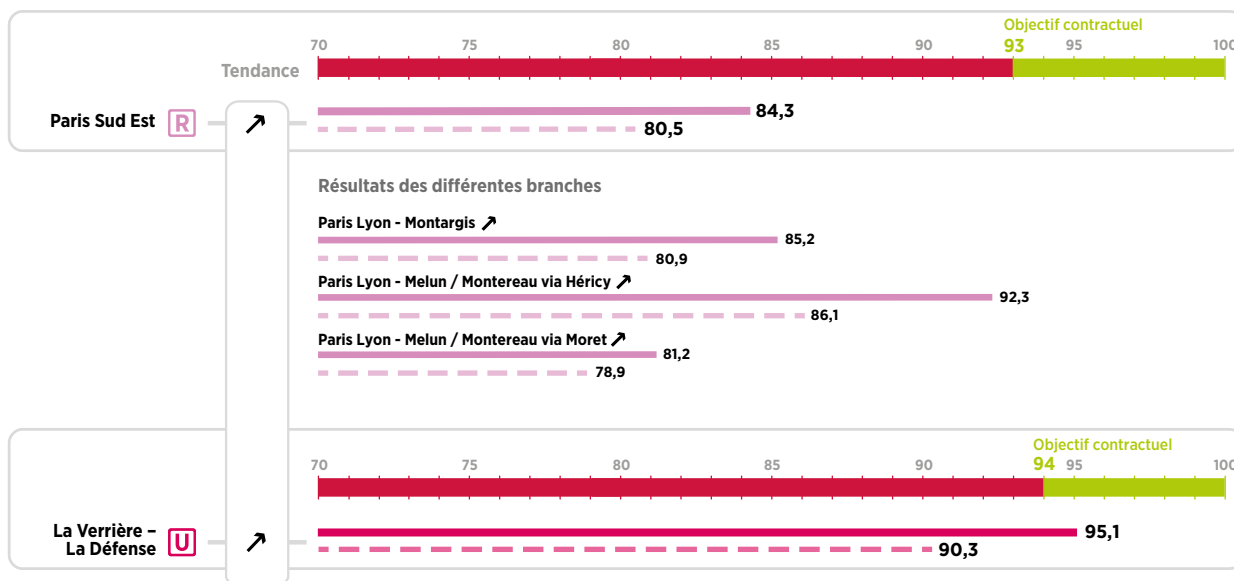 Objectif contractuel
70 75 80 85 90 93 95 100
Tendance
Paris Sud Est R
84,3
80,5
Résultats des différentes branches
Paris Lyon - Montargis
85,2
80,9
Paris Lyon - Melun / Montereau via Héricy
92,3
86,1
Paris Lyon - Melun / Montereau via Moret
81,2
78,9
Objectif contractuel
70 75 80 85 90 94 95 100
La Verrière –
La Défense U
95,1
90,3